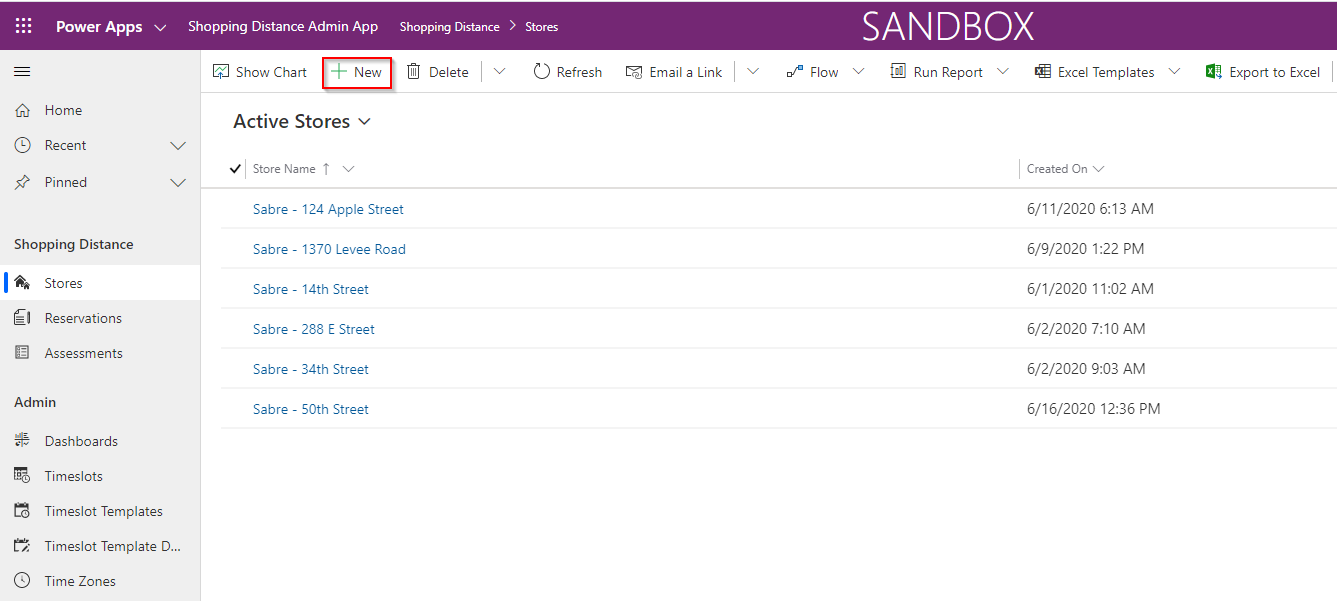 Power Apps Shopping Distance Admin App Shopping Distance > Stores SANDBOX
Show Chart New Delete Refresh Email a Link Flow Run Report Excel Templates Export to Excel
Home
Recent
Pinned
Shopping Distance
Stores
Reservations
Assessments
Admin
Dashboards
Timeslots
Timeslot Templates
Timeslot Template D...
Time Zones
Active Stores
Store Name ↑ Created On
Sabre - 124 Apple Street 6/11/2020 6:13 AM
Sabre - 1370 Levee Road 6/9/2020 1:22 PM
Sabre - 14th Street 6/1/2020 11:02 AM
Sabre - 288 E Street 6/2/2020 7:10 AM
Sabre - 34th Street 6/2/2020 9:03 AM
Sabre - 50th Street 6/16/2020 12:36 PM